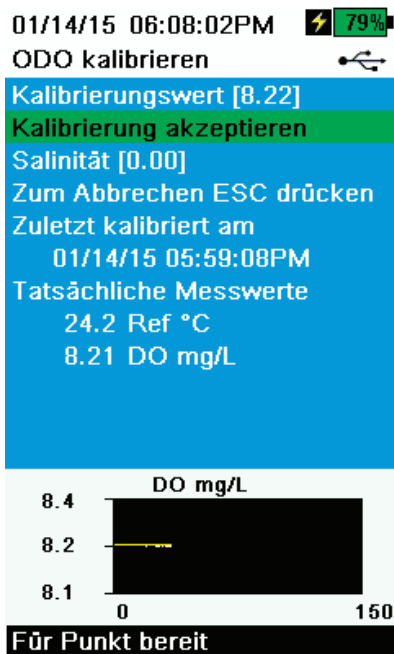 01/14/15 06:08:02PM 79%
ODO kalibrieren
Kalibrierungswert [8.22]
Kalibrierung akzeptieren
Salinität [0.00]
Zum Abbrechen ESC drücken
Zuletzt kalibriert am
01/14/15 05:59:08PM
Tatsächliche Messwerte
24.2 Ref °C
8.21 DO mg/L
DO mg/L
8.4
8.2
8.1
0 150
Für Punkt bereit